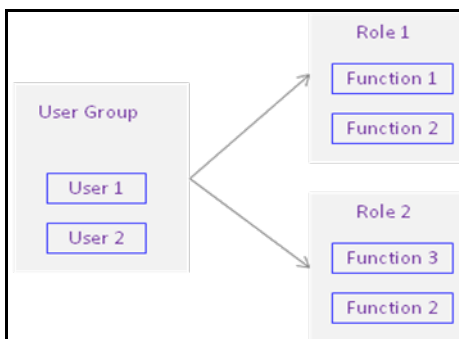 User Group
User 1
User 2
Role 1
Function 1
Function 2
Role 2
Function 3
Function 2